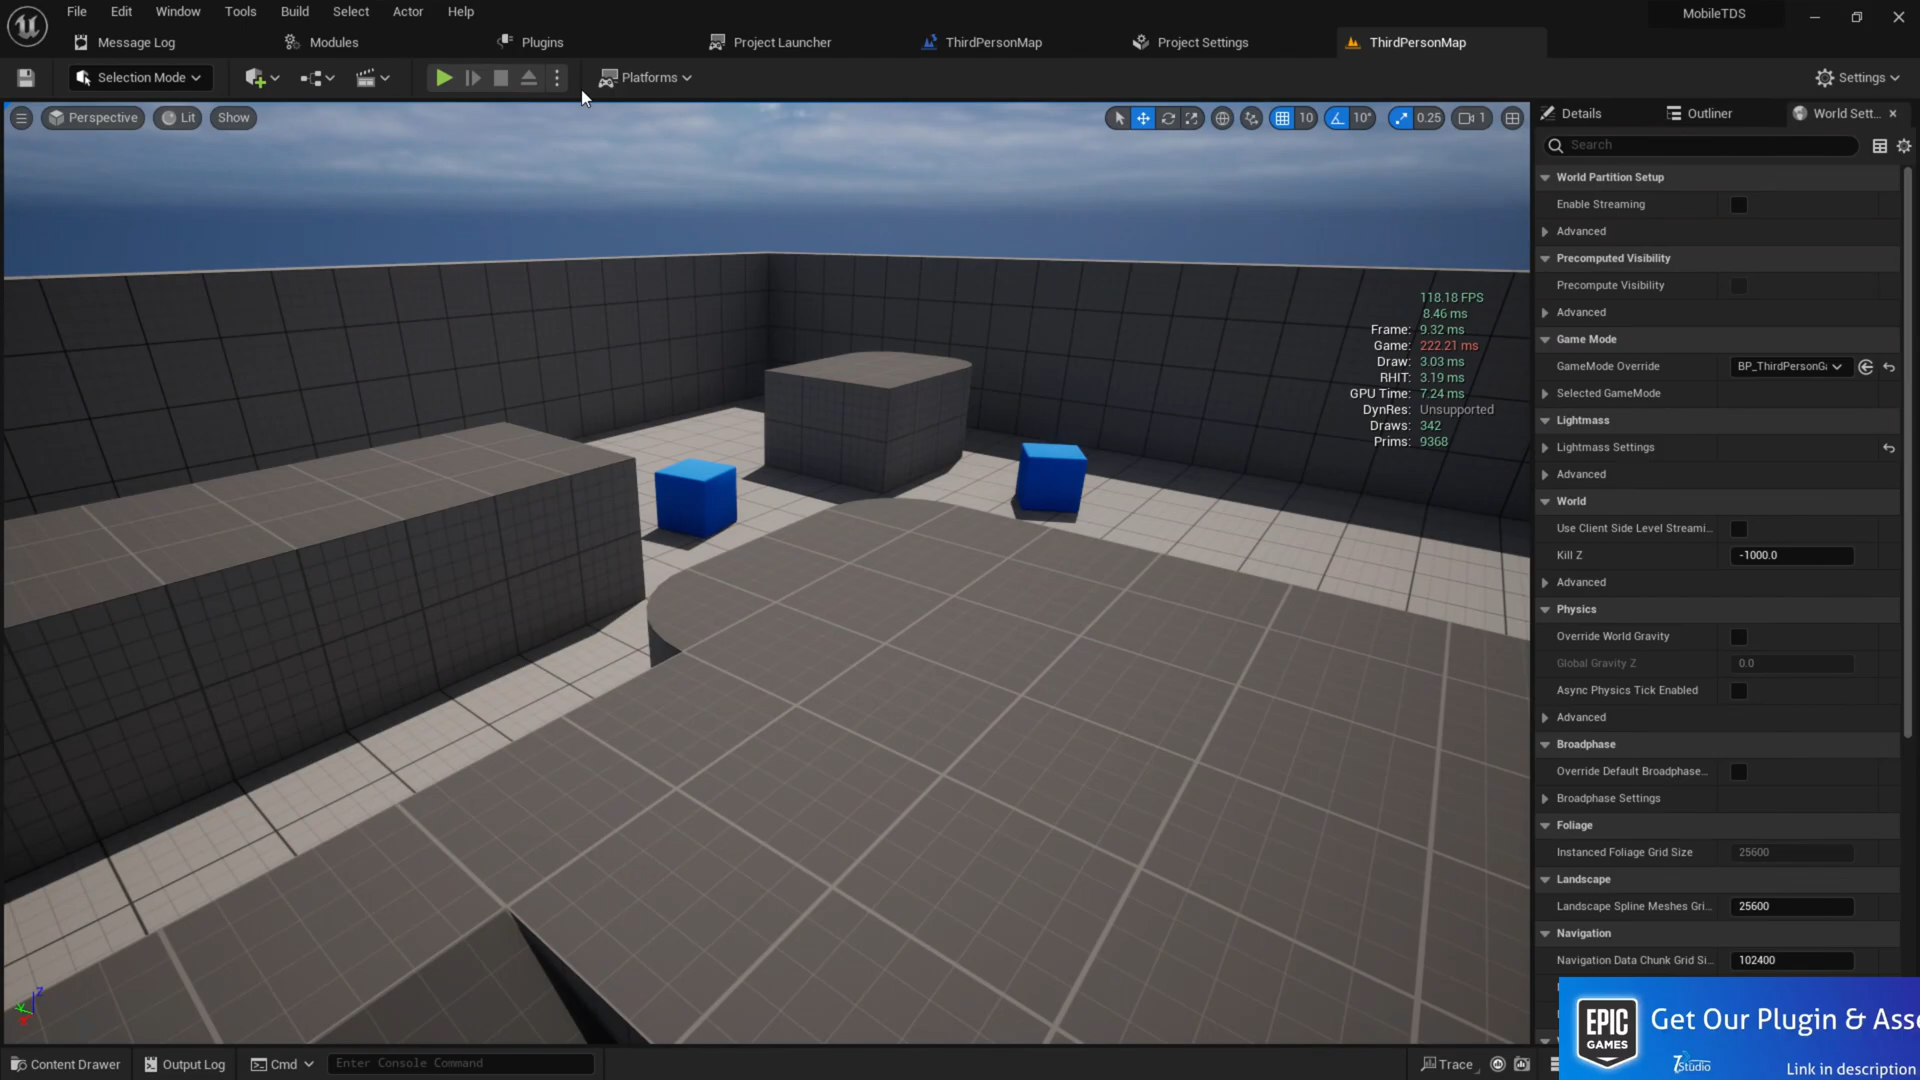 File Edit Window Tools Build Select Actor Help
MobileTDS
Message Log Modules Plugins Project Launcher ThirdPersonMap Project Settings ThirdPersonMap
Selection Mode Platforms Settings
Perspective Lit Show 10 10° 0.25 1
Details Outliner World Sett...
Search
World Partition Setup
Enable Streaming
Advanced
Precomputed Visibility
Precompute Visibility
Advanced
Game Mode
GameMode Override BP_ThirdPersonGa
Selected GameMode
Lightmass
Lightmass Settings
Advanced
World
Use Client Side Level Streami...
Kill Z -1000.0
Advanced
Physics
Override World Gravity
Global Gravity Z 0.0
Async Physics Tick Enabled
Advanced
Broadphase
Override Default Broadphase...
Broadphase Settings
Foliage
Instanced Foliage Grid Size 25600
Landscape
Landscape Spline Meshes Gri... 25600
Navigation
Navigation Data Chunk Grid Si... 102400
118.18 FPS
8.46 ms
Frame: 9.32 ms
Game: 222.21 ms
Draw: 3.03 ms
RHIT: 3.19 ms
GPU Time: 7.24 ms
DynRes: Unsupported
Draws: 342
Prims: 9368
Z
EPIC
GAMES
Get Our Plugin & Asse
7Studio
Link in description
Content Drawer Output Log Cmd Enter Console Command Trace